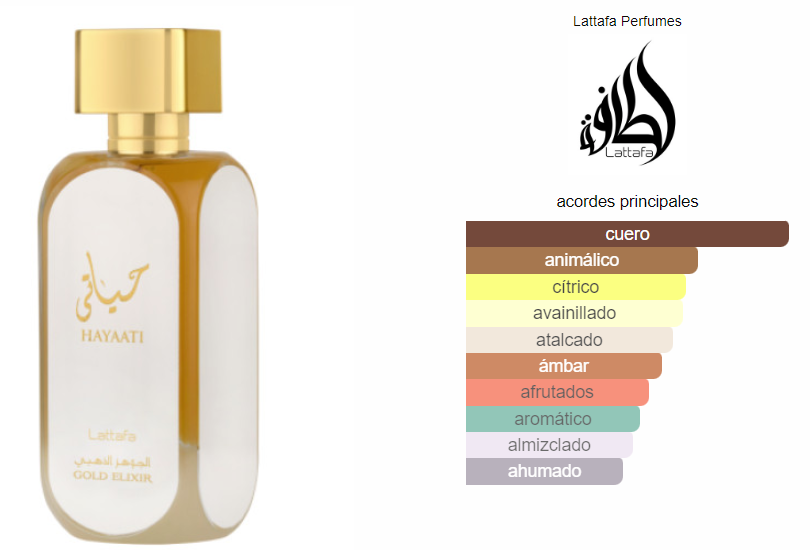 حياتي
HAYAATI
Lattafa
الجوهر الذهبي
GOLD ELIXIR
Lattafa Perfumes
لطافة
Lattafa
acordes principales
cuero
animálico
cítrico
avainillado
atalcado
ámbar
afrutados
aromático
almizclado
ahumado